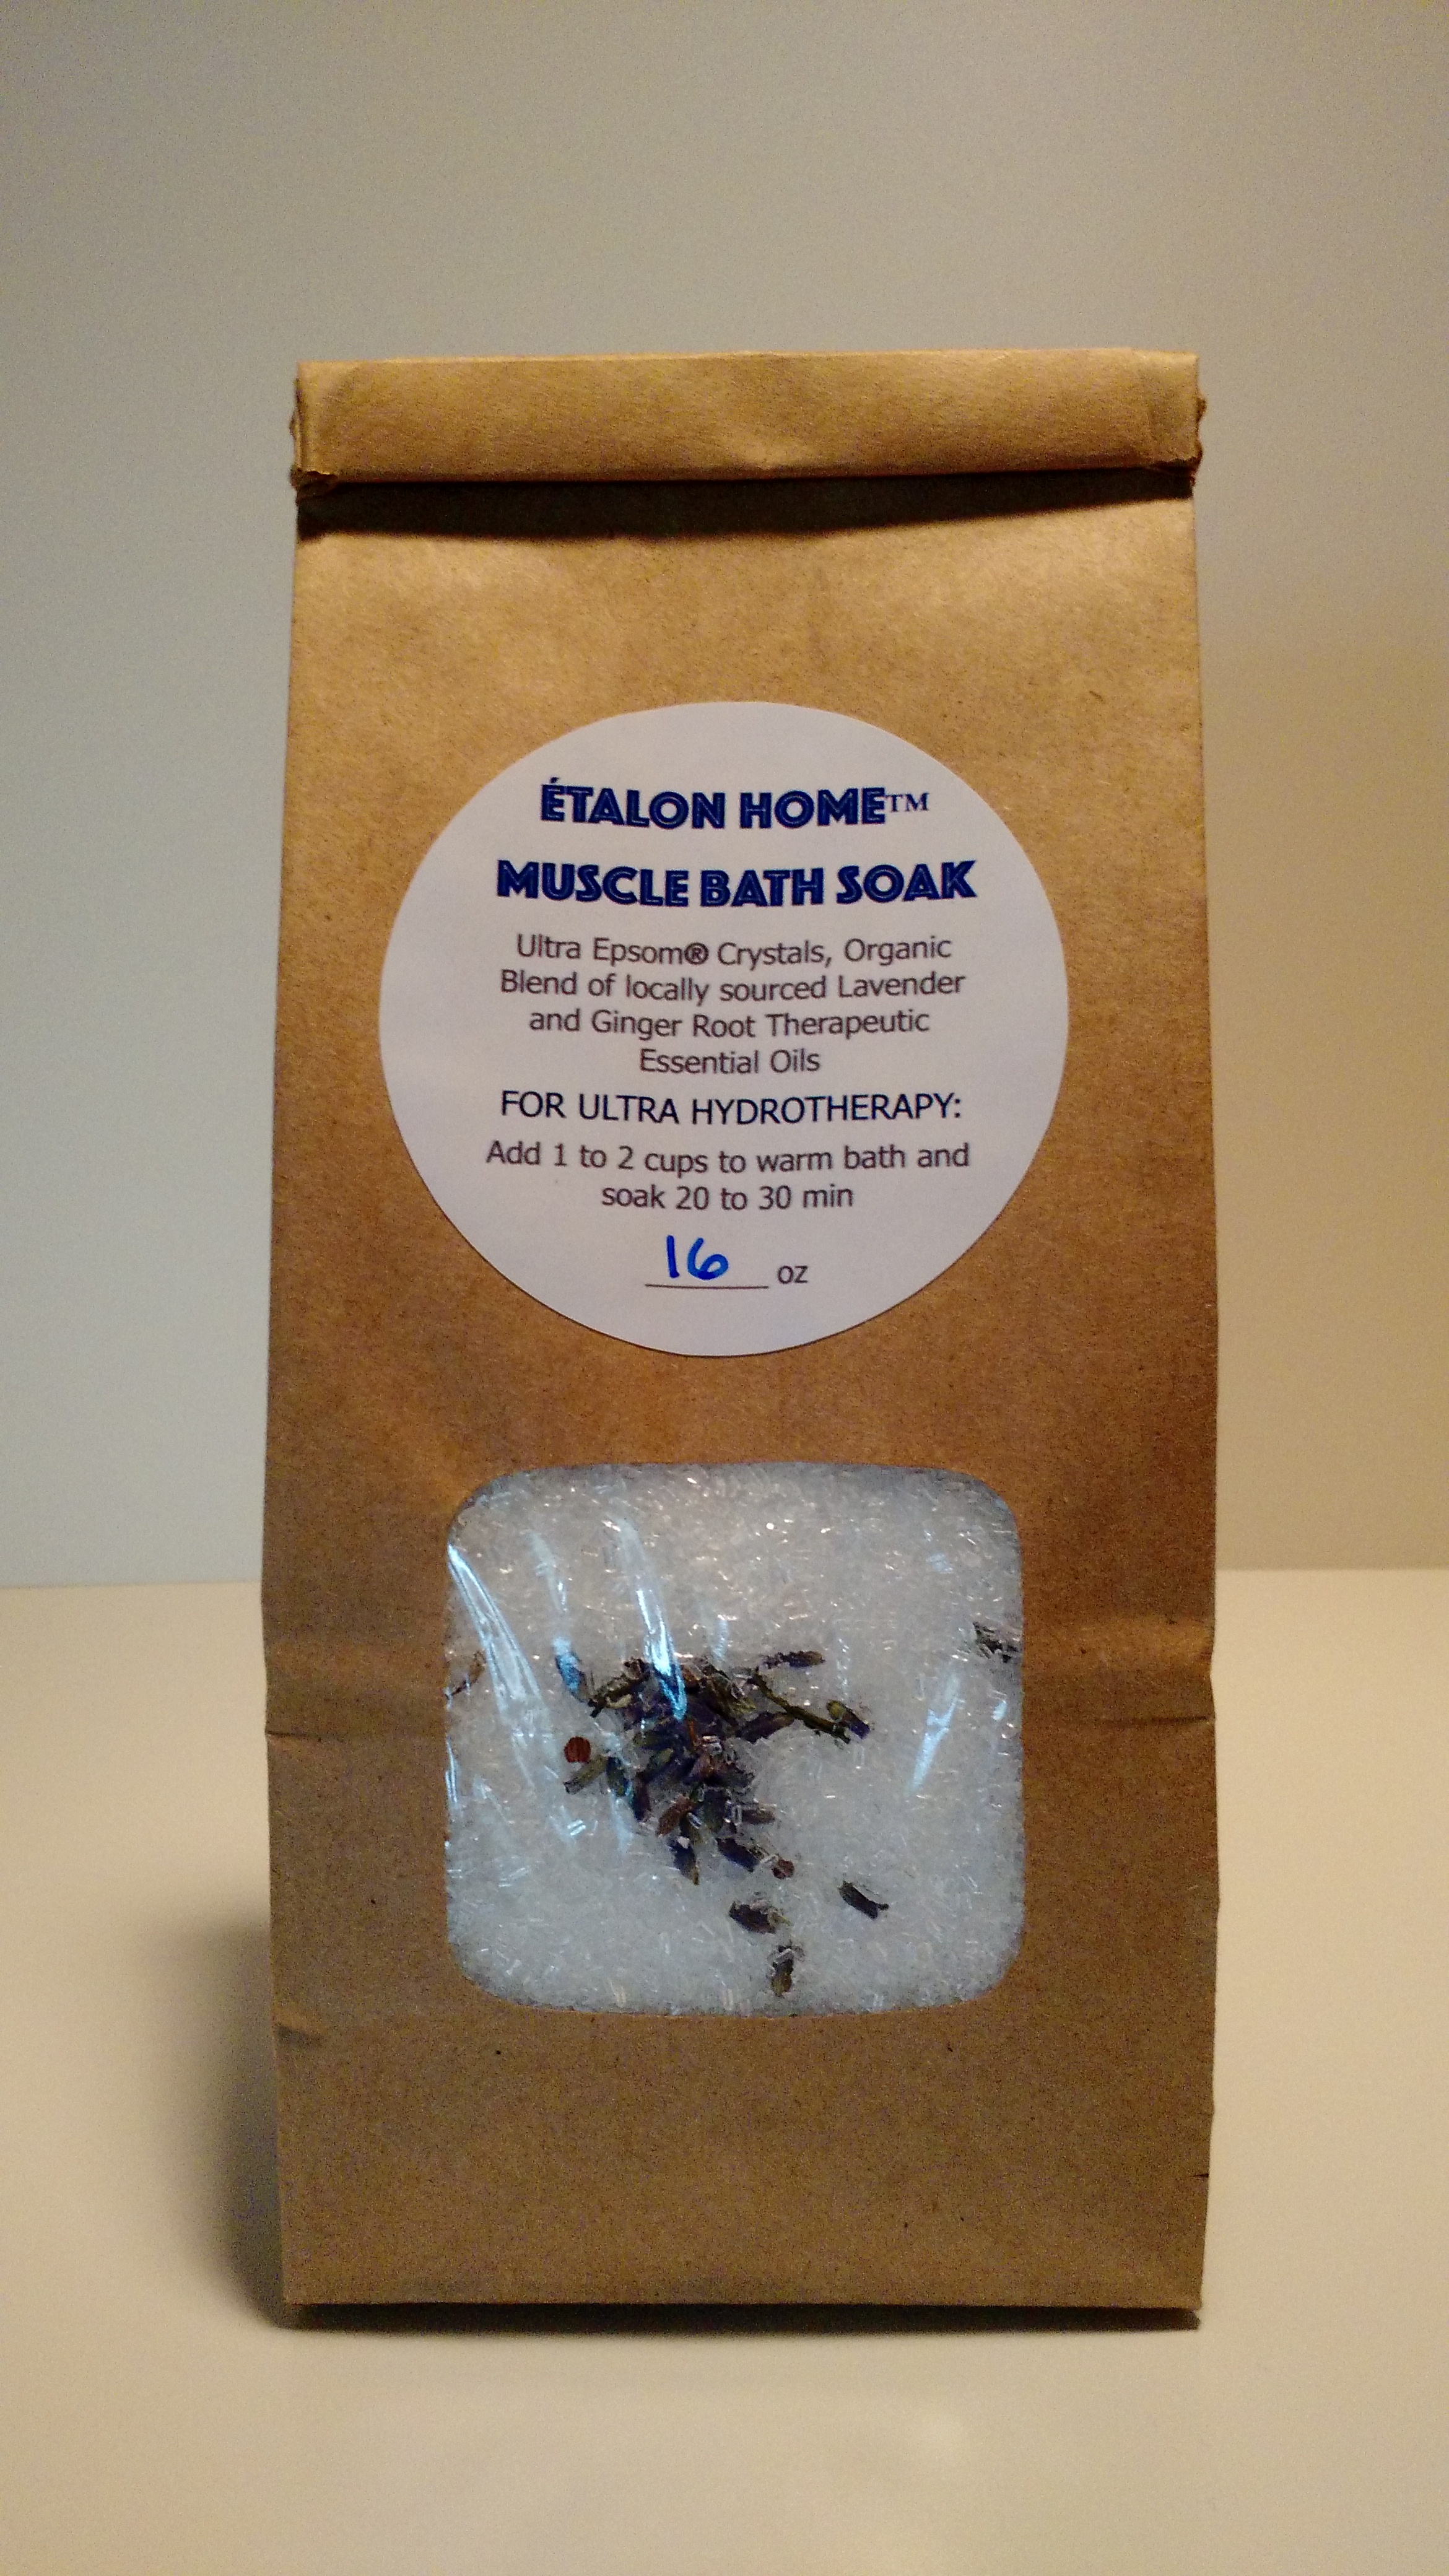 ÉTALON HOME™
MUSCLE BATH SOAK
Ultra Epsom® Crystals, Organic
Blend of locally sourced Lavender
and Ginger Root Therapeutic
Essential Oils
FOR ULTRA HYDROTHERAPY:
Add 1 to 2 cups to warm bath and
soak 20 to 30 min
16 oz